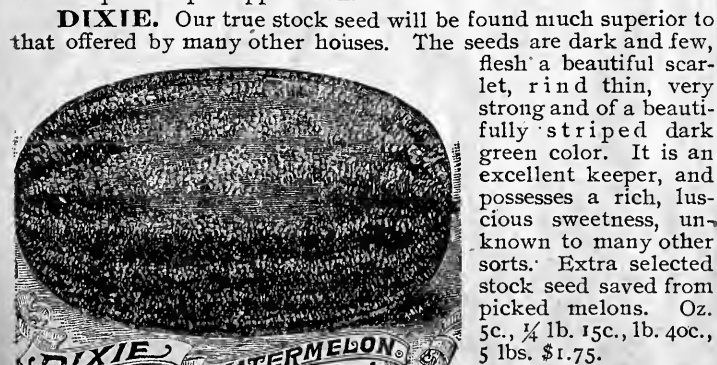 DIXIE. Our true stock seed will be found much superior to
that offered by many other houses. The seeds are dark and few,
flesh a beautiful scar-
let, rind thin, very
strong and of a beauti-
fully striped dark
green color. It is an
excellent keeper, and
possesses a rich, lus-
cious sweetness, un-
known to many other
sorts. Extra selected
stock seed saved from
picked melons. Oz.
5c., ¼ lb. 15c., lb. 40c.,
5 lbs. $1.75.
DIXIE WATERMELON.